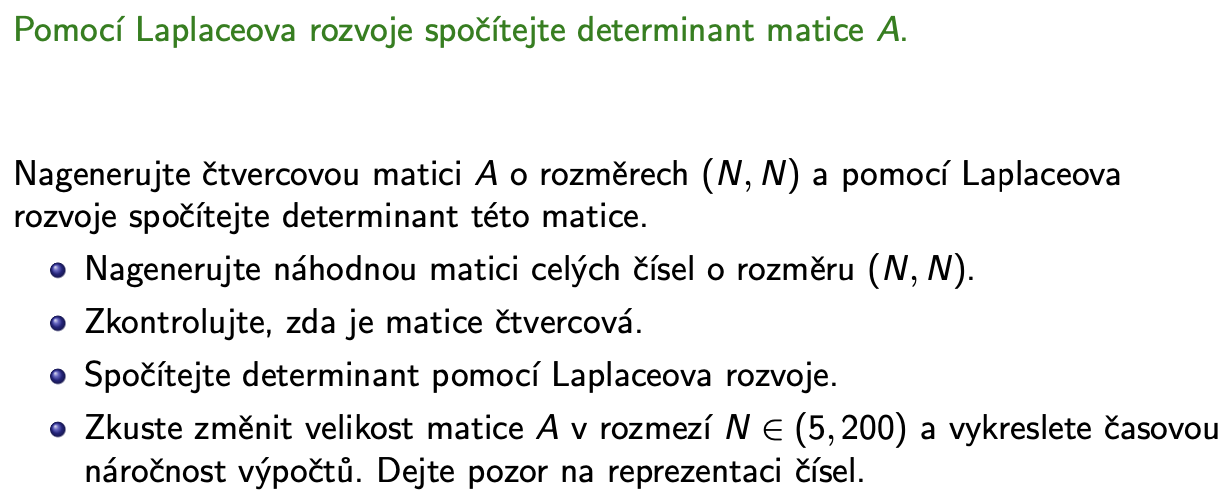 Pomocí Laplaceova rozvoje spočítejte determinant matice A.
Nagenerujte čtvercovou matici A o rozměrech (N, N) a pomocí Laplaceova
rozvoje spočítejte determinant této matice.
Nagenerujte náhodnou matici celých čísel o rozměru (N, N).
Zkontrolujte, zda je matice čtvercová.
Spočítejte determinant pomocí Laplaceova rozvoje.
Zkuste změnit velikost matice A v rozmezí N ∈ (5, 200) a vykreslete časovou
náročnost výpočtů. Dejte pozor na reprezentaci čísel.